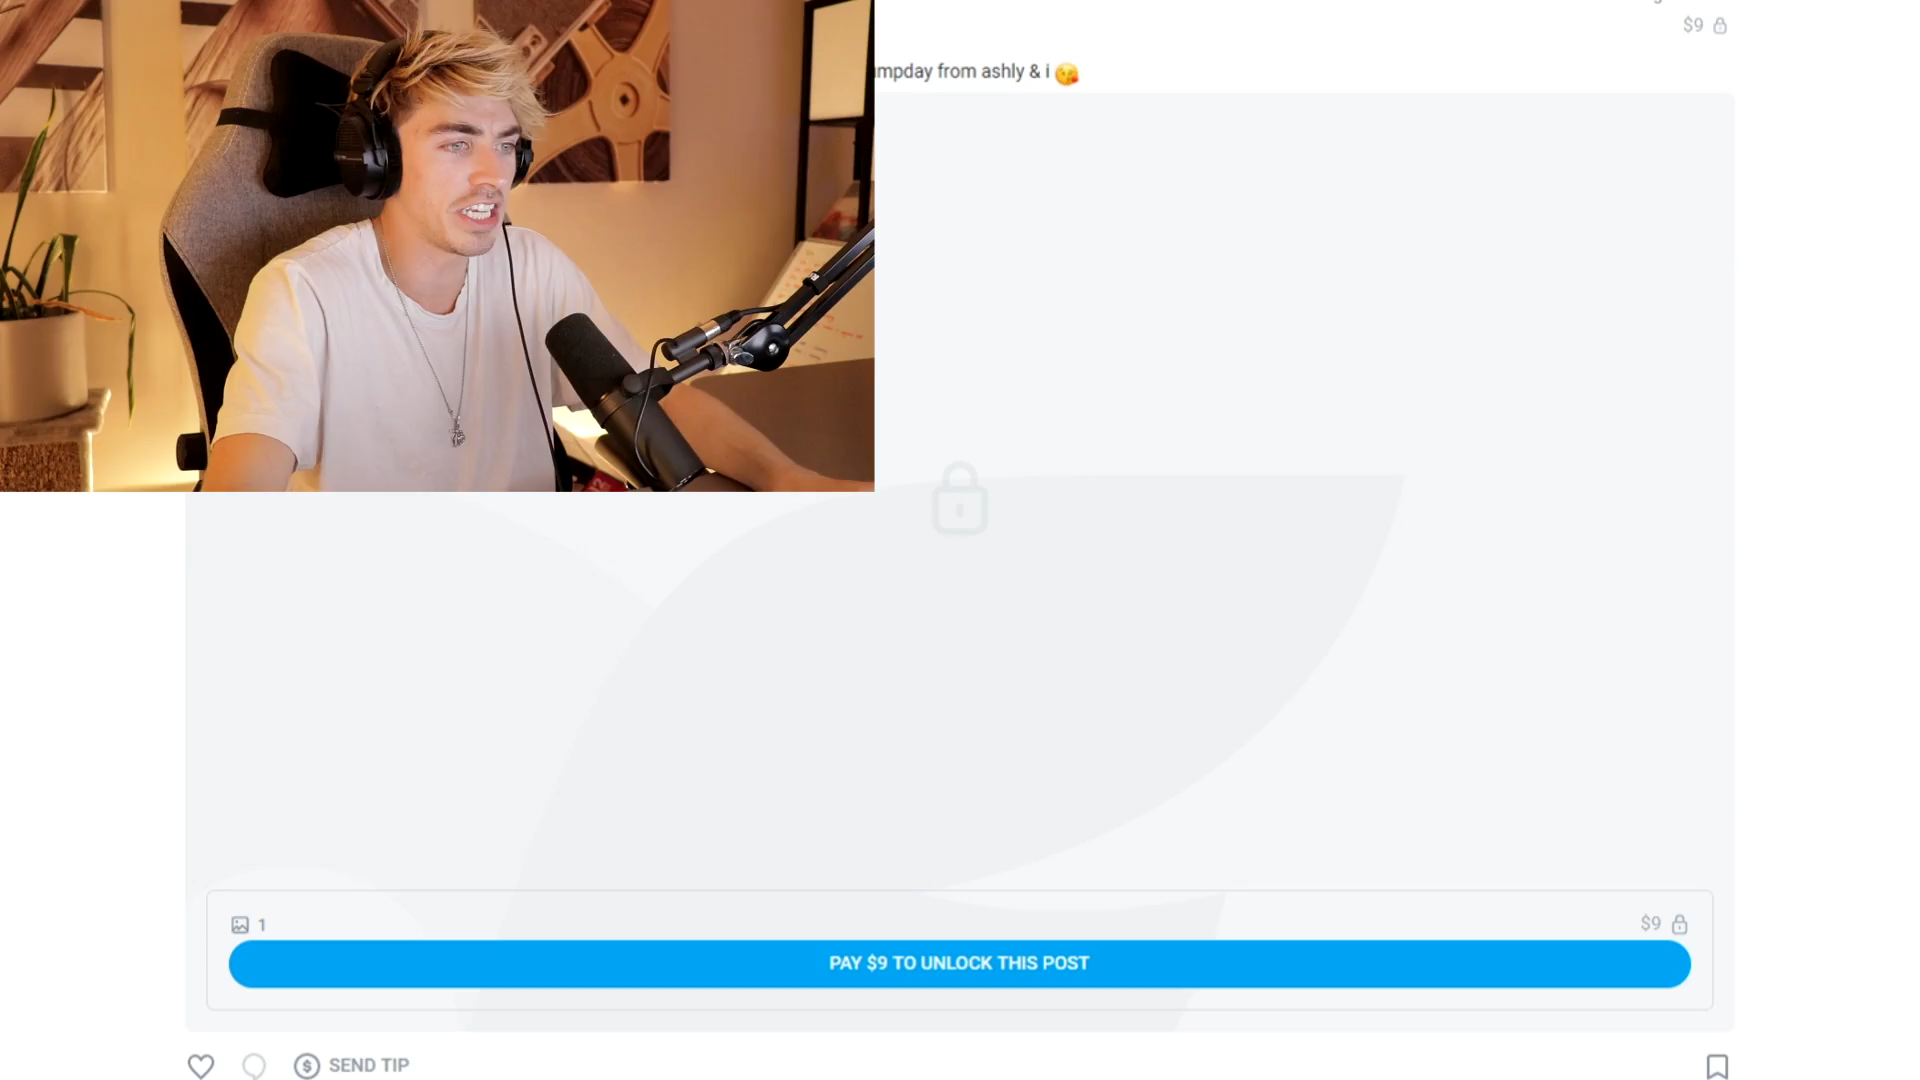 $9
mpday from ashly & i 😘
1
$9
PAY $9 TO UNLOCK THIS POST
SEND TIP